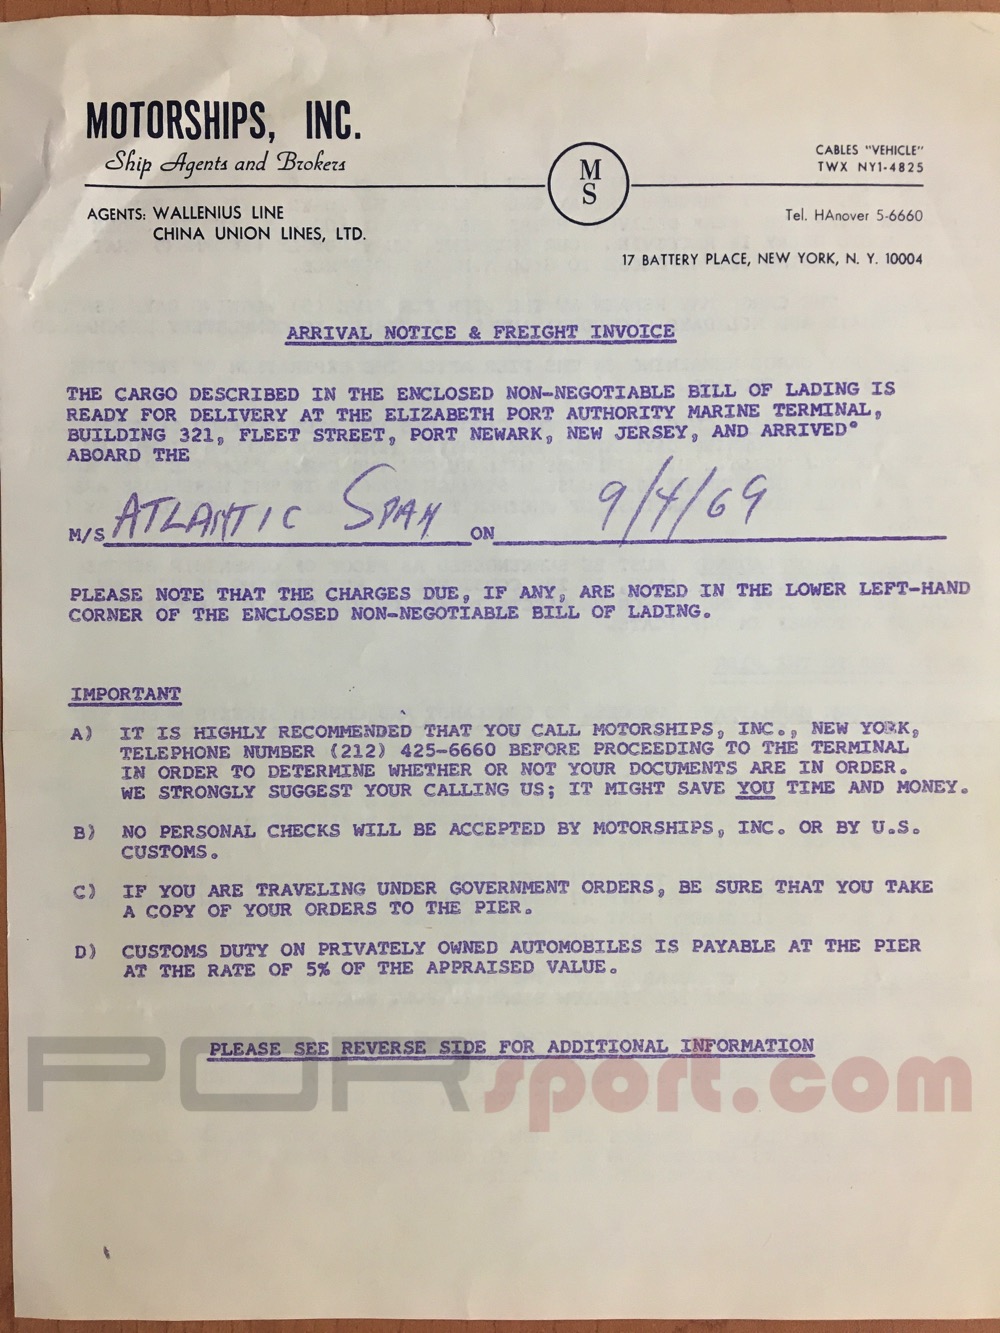 MOTORSHIPS, INC.
Ship Agents and Brokers
M
S
CABLES "VEHICLE"
TWX NY1-4825
AGENTS: WALLENIUS LINE
CHINA UNION LINES, LTD.
Tel. HAnover 5-6660
17 BATTERY PLACE, NEW YORK, N. Y. 10004
ARRIVAL NOTICE & FREIGHT INVOICE
THE CARGO DESCRIBED IN THE ENCLOSED NON-NEGOTIABLE BILL OF LADING IS
READY FOR DELIVERY AT THE ELIZABETH PORT AUTHORITY MARINE TERMINAL,
BUILDING 321, FLEET STREET, PORT NEWARK, NEW JERSEY, AND ARRIVED
ABOARD THE
M/S ATLANTIC SPAN ON 9/4/69
PLEASE NOTE THAT THE CHARGES DUE, IF ANY, ARE NOTED IN THE LOWER LEFT-HAND
CORNER OF THE ENCLOSED NON-NEGOTIABLE BILL OF LADING.
IMPORTANT
A) IT IS HIGHLY RECOMMENDED THAT YOU CALL MOTORSHIPS, INC., NEW YORK,
TELEPHONE NUMBER (212) 425-6660 BEFORE PROCEEDING TO THE TERMINAL
IN ORDER TO DETERMINE WHETHER OR NOT YOUR DOCUMENTS ARE IN ORDER.
WE STRONGLY SUGGEST YOUR CALLING US; IT MIGHT SAVE YOU TIME AND MONEY.
B) NO PERSONAL CHECKS WILL BE ACCEPTED BY MOTORSHIPS, INC. OR BY U.S.
CUSTOMS.
C) IF YOU ARE TRAVELING UNDER GOVERNMENT ORDERS, BE SURE THAT YOU TAKE
A COPY OF YOUR ORDERS TO THE PIER.
D) CUSTOMS DUTY ON PRIVATELY OWNED AUTOMOBILES IS PAYABLE AT THE PIER
AT THE RATE OF 5% OF THE APPRAISED VALUE.
PLEASE SEE REVERSE SIDE FOR ADDITIONAL INFORMATION
PORsport.com